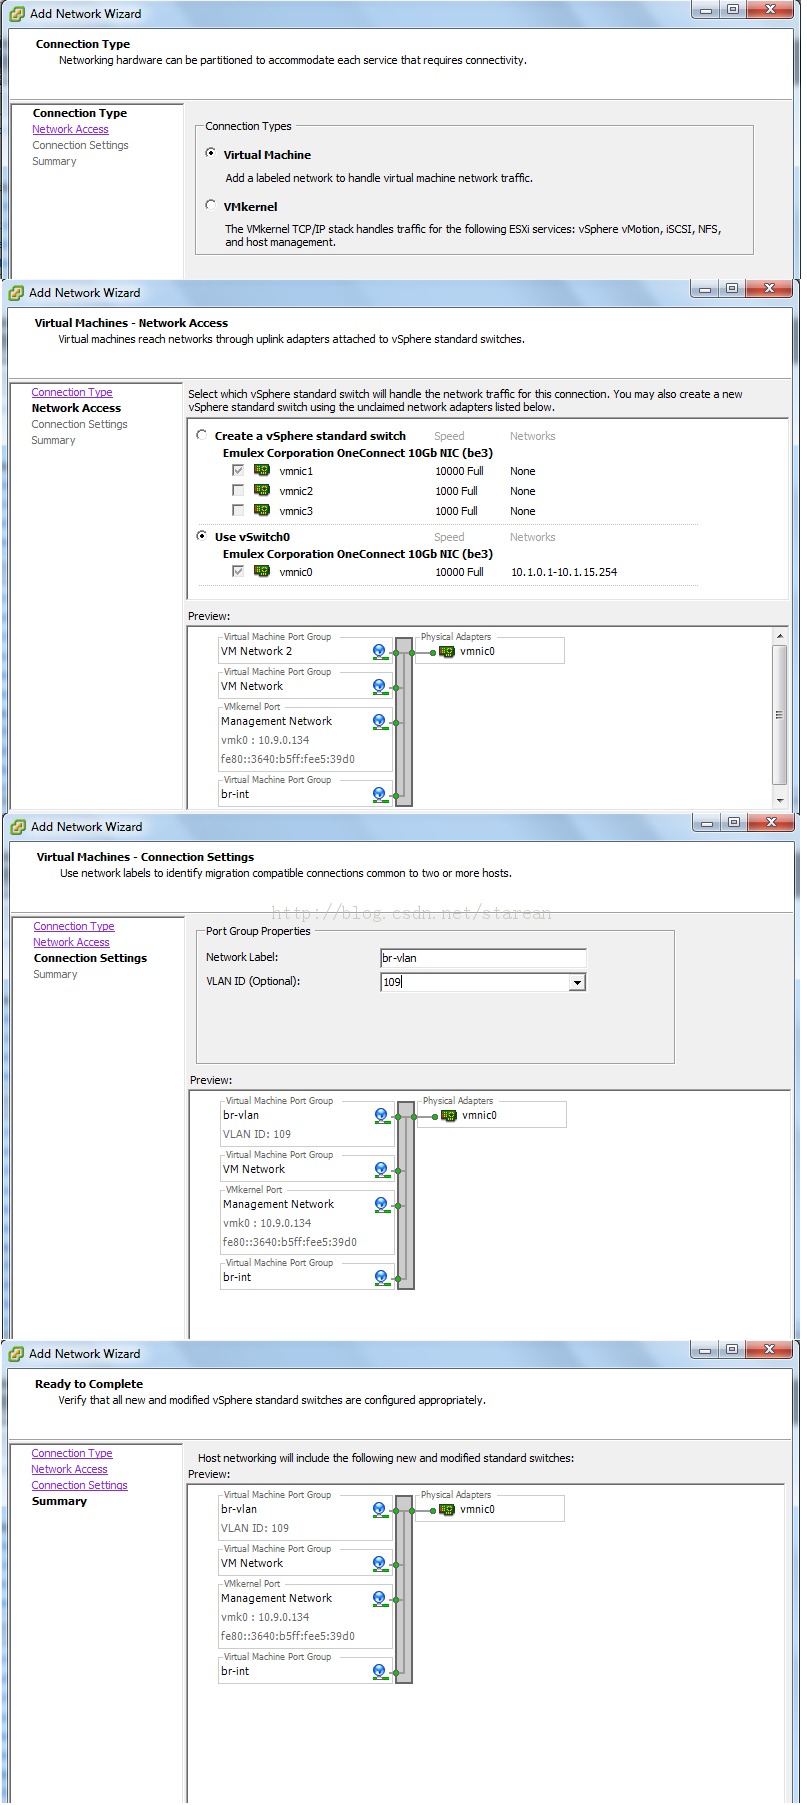 Add Network Wizard
Connection Type
Networking hardware can be partitioned to accommodate each service that requires connectivity.
Connection Type
Network Access
Connection Settings
Summary
Connection Types
Virtual Machine
Add a labeled network to handle virtual machine network traffic.
VMkernel
The VMkernel TCP/IP stack handles traffic for the following ESXi services: vSphere vMotion, iSCSI, NFS,
and host management.
Add Network Wizard
Virtual Machines - Network Access
Virtual machines reach networks through uplink adapters attached to vSphere standard switches.
Connection Type
Network Access
Connection Settings
Summary
Select which vSphere standard switch will handle the network traffic for this connection. You may also create a new
vSphere standard switch using the unclaimed network adapters listed below.
Create a vSphere standard switch Speed Networks
Emulex Corporation OneConnect 10Gb NIC (be3)
vmnic1 10000 Full None
vmnic2 1000 Full None
vmnic3 1000 Full None
Use vSwitch0 Speed Networks
Emulex Corporation OneConnect 10Gb NIC (be3)
vmnic0 10000 Full 10.1.0.1-10.1.15.254
Preview:
Virtual Machine Port Group Physical Adapters
VM Network 2 vmnic0
Virtual Machine Port Group
VM Network
VMkernel Port
Management Network
vmk0 : 10.9.0.134
fe80::3640:b5ff:fee5:39d0
Virtual Machine Port Group
br-int
Add Network Wizard
Virtual Machines - Connection Settings
Use network labels to identify migration compatible connections common to two or more hosts.
http://blog.csdn.net/starean
Connection Type
Network Access
Connection Settings
Summary
Port Group Properties
Network Label: br-vlan
VLAN ID (Optional): 109
Preview:
Virtual Machine Port Group Physical Adapters
br-vlan vmnic0
VLAN ID: 109
Virtual Machine Port Group
VM Network
VMkernel Port
Management Network
vmk0 : 10.9.0.134
fe80::3640:b5ff:fee5:39d0
Virtual Machine Port Group
br-int
Add Network Wizard
Ready to Complete
Verify that all new and modified vSphere standard switches are configured appropriately.
Connection Type
Network Access
Connection Settings
Summary
Host networking will include the following new and modified standard switches:
Preview:
Virtual Machine Port Group Physical Adapters
br-vlan vmnic0
VLAN ID: 109
Virtual Machine Port Group
VM Network
VMkernel Port
Management Network
vmk0 : 10.9.0.134
fe80::3640:b5ff:fee5:39d0
Virtual Machine Port Group
br-int